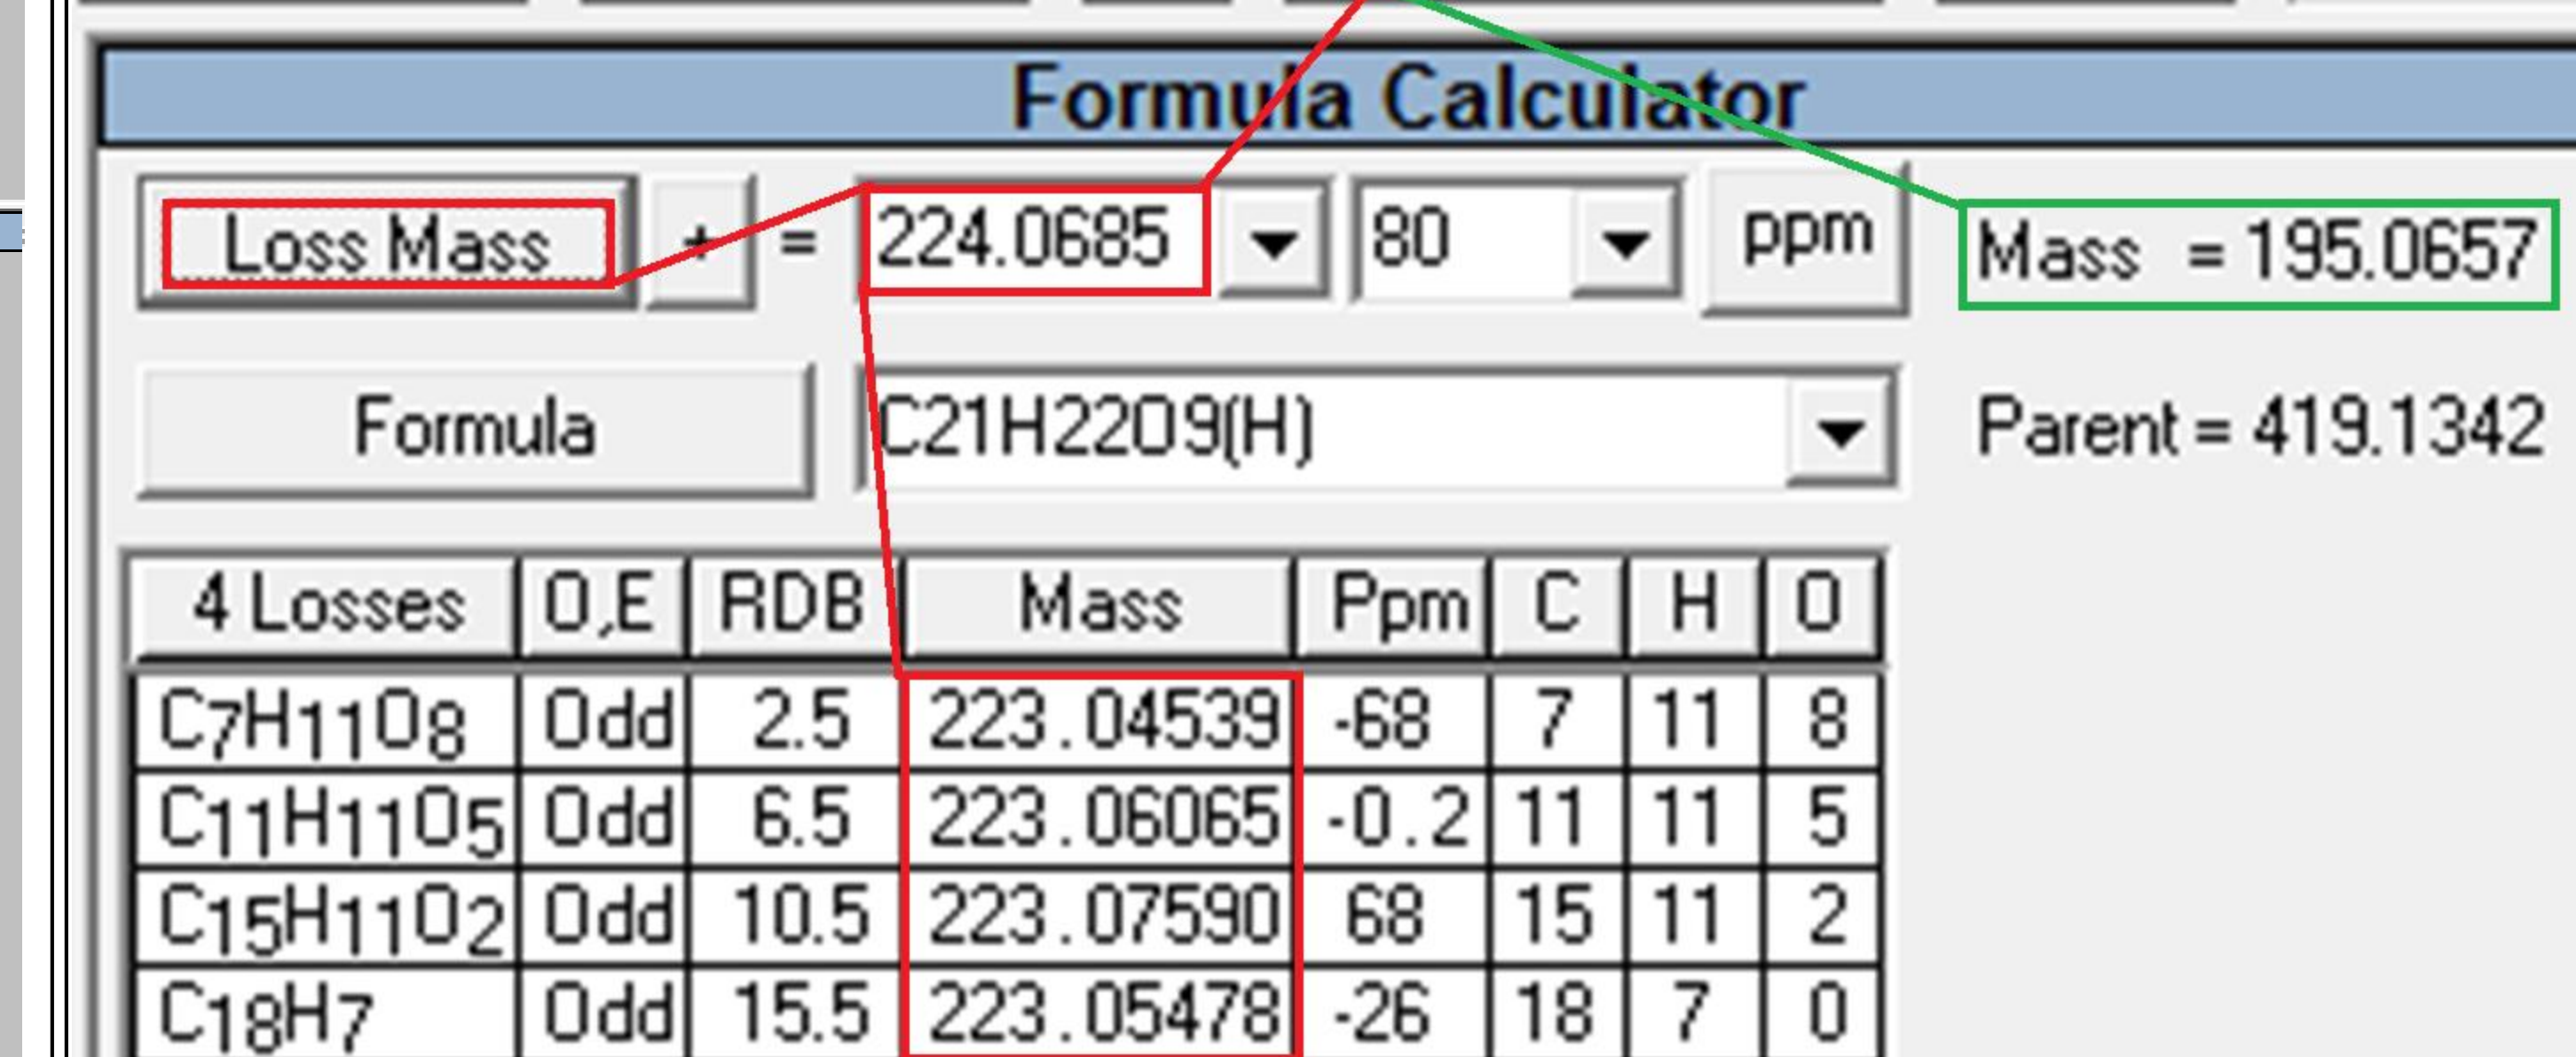 Formula Calculator
Loss Mass + = 224.0685 80 ppm Mass = 195.0657
Formula C21H22O9(H) Parent = 419.1342
4 Losses O,E RDB Mass Ppm C H O
C7H11O8 Odd 2.5 223.04539 -68 7 11 8
C11H11O5 Odd 6.5 223.06065 -0.2 11 11 5
C15H11O2 Odd 10.5 223.07590 68 15 11 2
C18H7 Odd 15.5 223.05478 -26 18 7 0